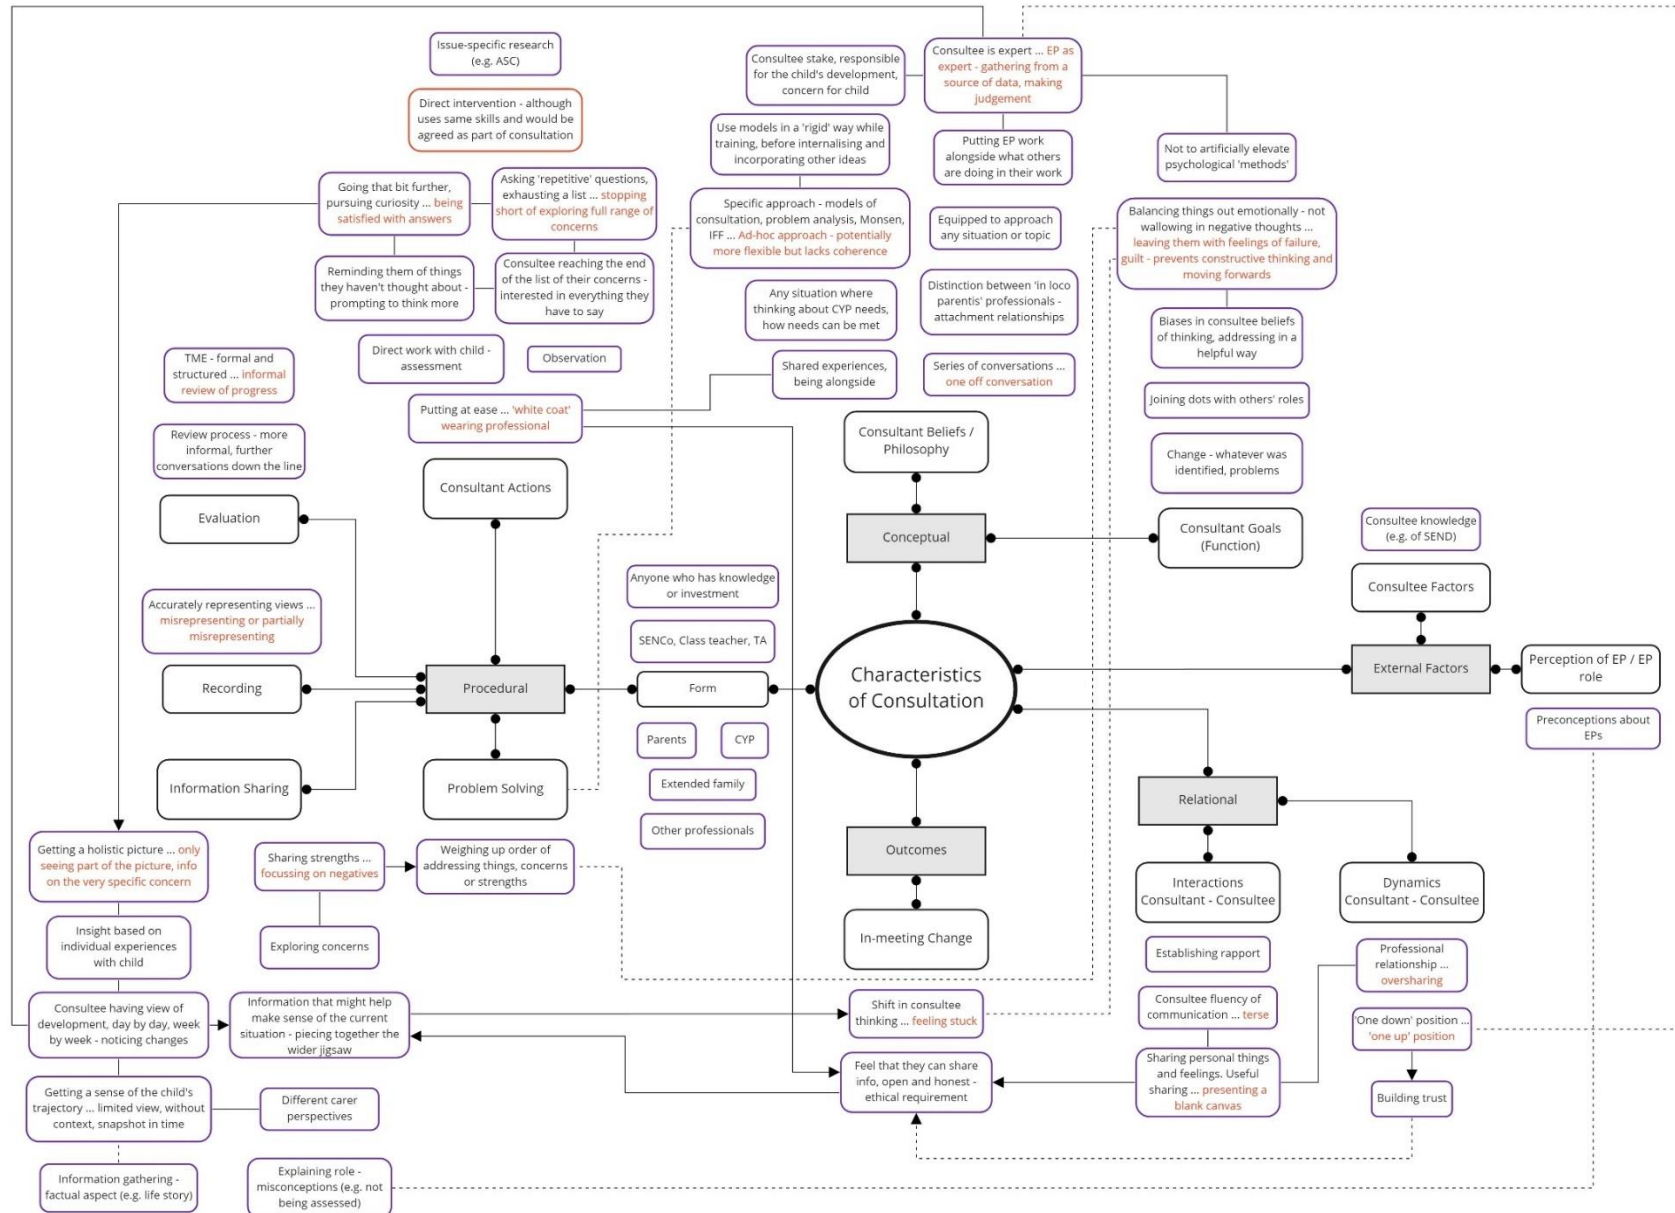 Issue-specific research
(e.g. ASC)
Direct intervention - although
uses same skills and would be
agreed as part of consultation
Going that bit further,
pursuing curiosity ... being
satisfied with answers
Asking 'repetitive' questions,
exhausting a list ... stopping
short of exploring full range of
concerns
Reminding them of things
they haven't thought about -
prompting to think more
Consultee reaching the end
of the list of their concerns -
interested in everything they
have to say
Direct work with child -
assessment
Observation
TME - formal and
structured ... informal
review of progress
Putting at ease ... 'white coat'
wearing professional
Review process - more
informal, further
conversations down the line
Consultee stake, responsible
for the child's development,
concern for child
Consultee is expert ... EP as
expert - gathering from a
source of data, making
judgement
Use models in a 'rigid' way while
training, before internalising and
incorporating other ideas
Putting EP work
alongside what others
are doing in their work
Not to artificially elevate
psychological 'methods'
Specific approach - models of
consultation, problem analysis, Monsen,
IFF ... Ad-hoc approach - potentially
more flexible but lacks coherence
Equipped to approach
any situation or topic
Balancing things out emotionally - not
wallowing in negative thoughts ...
leaving them with feelings of failure,
guilt - prevents constructive thinking and
moving forwards
Any situation where
thinking about CYP needs,
how needs can be met
Distinction between 'in loco
parentis' professionals -
attachment relationships
Biases in consultee beliefs
of thinking, addressing in a
helpful way
Shared experiences,
being alongside
Series of conversations ...
one off conversation
Joining dots with others' roles
Change - whatever was
identified, problems
Consultant Beliefs /
Philosophy
Consultant Actions
Evaluation
Conceptual
Consultant Goals
(Function)
Consultee knowledge
(e.g. of SEND)
Consultee Factors
Anyone who has knowledge
or investment
Accurately representing views ...
misrepresenting or partially
misrepresenting
SENCo, Class teacher, TA
Recording
Procedural
Form
Characteristics
of Consultation
External Factors
Perception of EP / EP
role
Preconceptions about
EPs
Parents
CYP
Extended family
Other professionals
Information Sharing
Problem Solving
Relational
Outcomes
In-meeting Change
Interactions
Consultant - Consultee
Dynamics
Consultant - Consultee
Getting a holistic picture ... only
seeing part of the picture, info
on the very specific concern
Sharing strengths ...
focussing on negatives
Weighing up order of
addressing things, concerns
or strengths
Insight based on
individual experiences
with child
Exploring concerns
Establishing rapport
Professional
relationship ...
oversharing
Consultee having view of
development, day by day, week
by week - noticing changes
Information that might help
make sense of the current
situation - piecing together the
wider jigsaw
Shift in consultee
thinking ... feeling stuck
Consultee fluency of
communication ... terse
'One down' position ...
'one up' position
Feel that they can share
info, open and honest -
ethical requirement
Sharing personal things
and feelings. Useful
sharing ... presenting a
blank canvas
Building trust
Getting a sense of the child's
trajectory ... limited view, without
context, snapshot in time
Different carer
perspectives
Information gathering -
factual aspect (e.g. life story)
Explaining role -
misconceptions (e.g. not
being assessed)